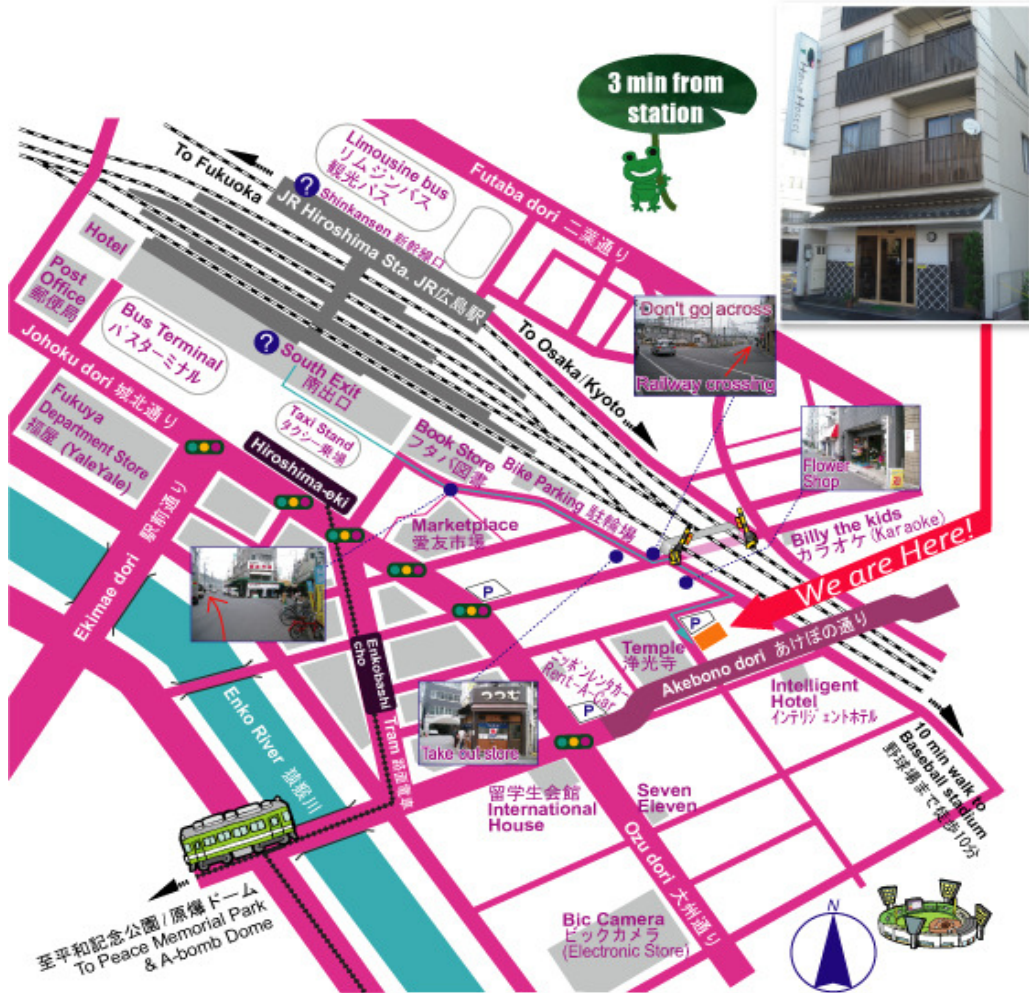 3 min from
station
To Fukuoka
Limousine bus
リムジンバス
観光バス
?
Shinkansen 新幹線口
JR Hiroshima Sta. JR広島駅
Futaba dori 二葉通り
Hotel
Post
Office
郵便局
Bus Terminal
バスターミナル
?
South Exit
南出口
To Osaka/Kyoto
Don't go across
Railway crossing
Johoku dori 城北通り
Fukuya
Department Store
福屋 (YaleYale)
Taxi Stand
タクシー乗場
Hiroshima-eki
Book Store
フタバ図書
Bike Parking 駐輪場
Flower
Shop
Marketplace
愛友市場
Billy the kids
カラオケ(Karaoke)
We are Here!
Ekimae dori 駅前通り
P
P
Temple
浄光寺
Akebono dori あけぼの通り
Enkobashi
cho
Tram 路面電車
ニッポンレンタカー
Rent-A-Car
P
Intelligent
Hotel
インテリジェントホテル
Take out store
Enko River 猿猴川
留学生会館
International
House
Seven
Eleven
10 min walk to
Baseball stadium
野球場まで徒歩10分
Ozu dori 大州通り
至平和記念公園/原爆ドーム
To Peace Memorial Park
& A-bomb Dome
Bic Camera
ビックカメラ
(Electronic Store)
N